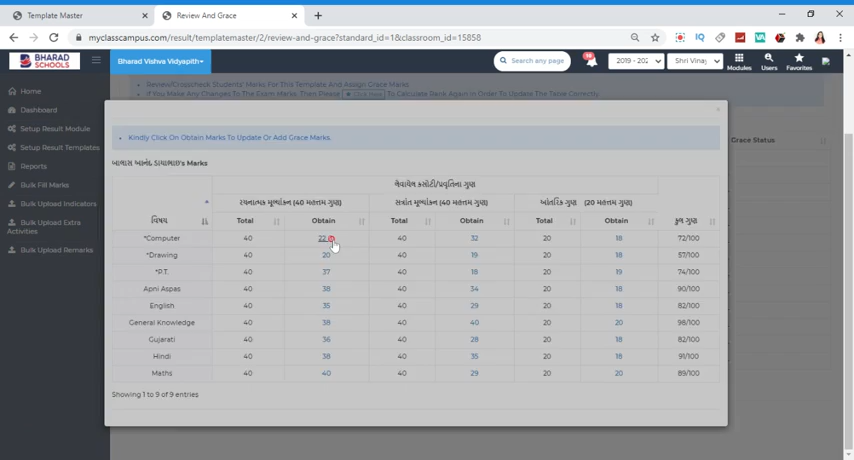 Template Master
Review And Grace
myclasscampus.com/result/templatemaster/2/review-and-grace?standard_id=1&classroom_id=15858
BHARAD SCHOOLS
Bharad Vishva Vidyapith
Search any page
2019 - 202
Shri Vinay
Modules
Users
Favorites
Home
Dashboard
Setup Result Module
Setup Result Templates
Reports
Bulk Fill Marks
Bulk Upload Indicators
Bulk Upload Extra Activities
Bulk Upload Remarks
Review/Crosscheck Students' Marks For This Template And Assign Grace Marks.
If You Make Any Changes To The Exam Marks, Then Please Click Here To Calculate Rank Again In Order To Update The Table Correctly.
Grace Status
Kindly Click On Obtain Marks To Update Or Add Grace Marks.
's Marks
(40 મહત્તમ ગુણ) (40 મહત્તમ ગુણ) આંતરિક ગુણ (20 મહત્તમ ગુણ)
વિષય Total Obtain Total Obtain Total Obtain કુલ ગુણ
*Computer 40 22 40 32 20 18 72/100
*Drawing 40 20 40 19 20 18 57/100
*P.T. 40 37 40 18 20 19 74/100
Apni Aspas 40 38 40 34 20 18 90/100
English 40 35 40 29 20 18 82/100
General Knowledge 40 38 40 40 20 20 98/100
Gujarati 40 36 40 28 20 18 82/100
Hindi 40 38 40 35 20 18 91/100
Maths 40 40 40 29 20 20 89/100
Showing 1 to 9 of 9 entries